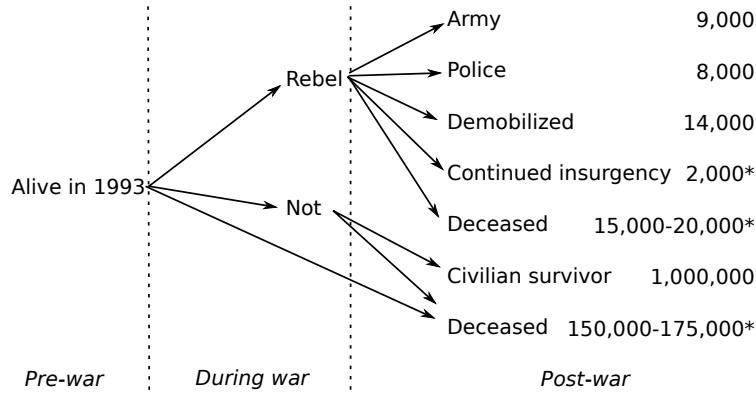 Army 9,000
Rebel
Police 8,000
Demobilized 14,000
Alive in 1993
Continued insurgency 2,000*
Not
Deceased 15,000-20,000*
Civilian survivor 1,000,000
Deceased 150,000-175,000*
Pre-war During war Post-war